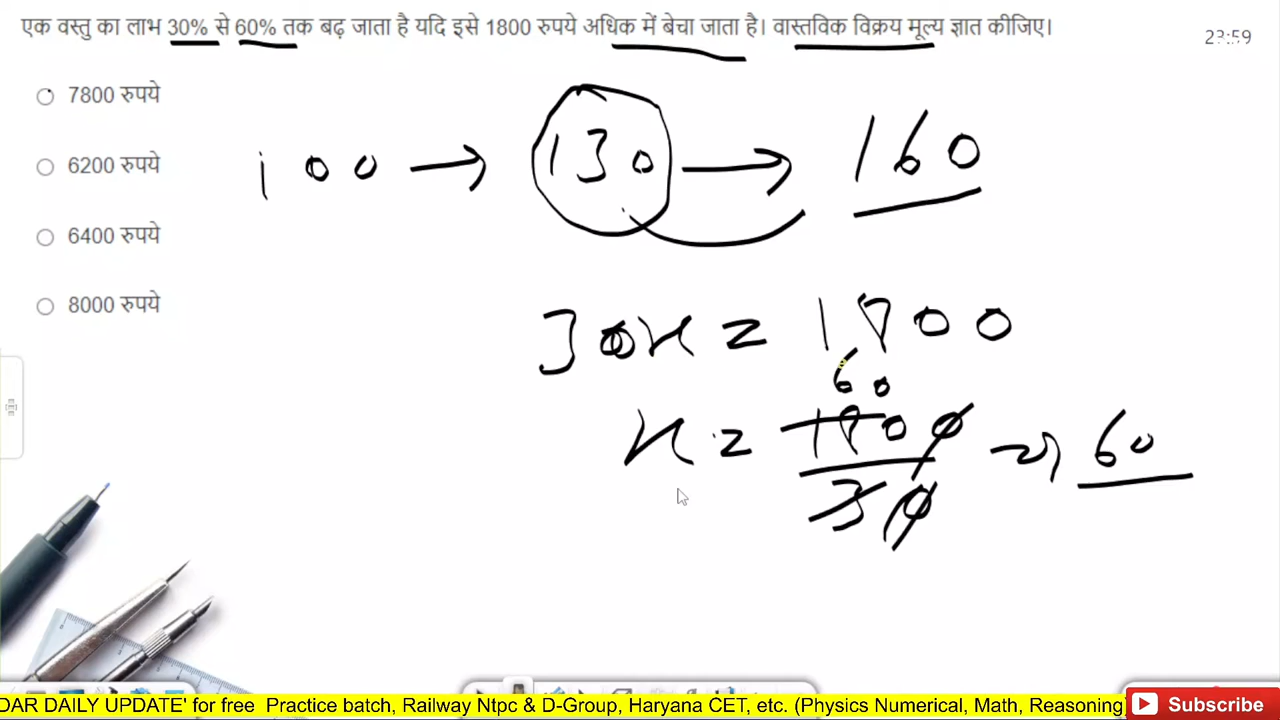 एक वस्तु का लाभ 30% से 60% तक बढ़ जाता है यदि इसे 1800 रुपये अधिक में बेचा जाता है। वास्तविक विक्रय मूल्य ज्ञात कीजिए।
23:59
7800 रुपये
6200 रुपये
6400 रुपये
8000 रुपये
100 → 130 → 160
30x = 1800
60
x = 1800 ⇒ 60
30
DAR DAILY UPDATE' for free Practice batch, Railway Ntpc & D-Group, Haryana CET, etc. (Physics Numerical, Math, Reasoning)
Subscribe